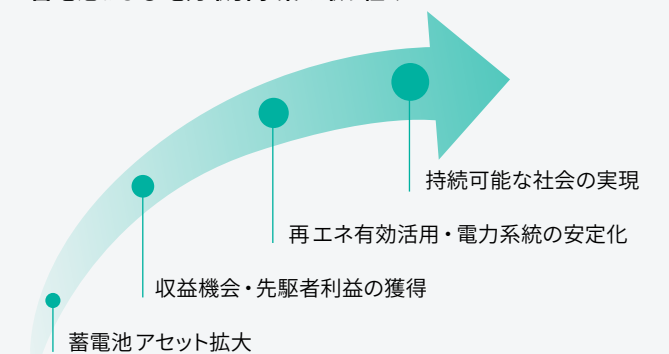 持続可能な社会の実現
再エネ有効活用・電力系統の安定化
収益機会・先駆者利益の獲得
蓄電池アセット拡大